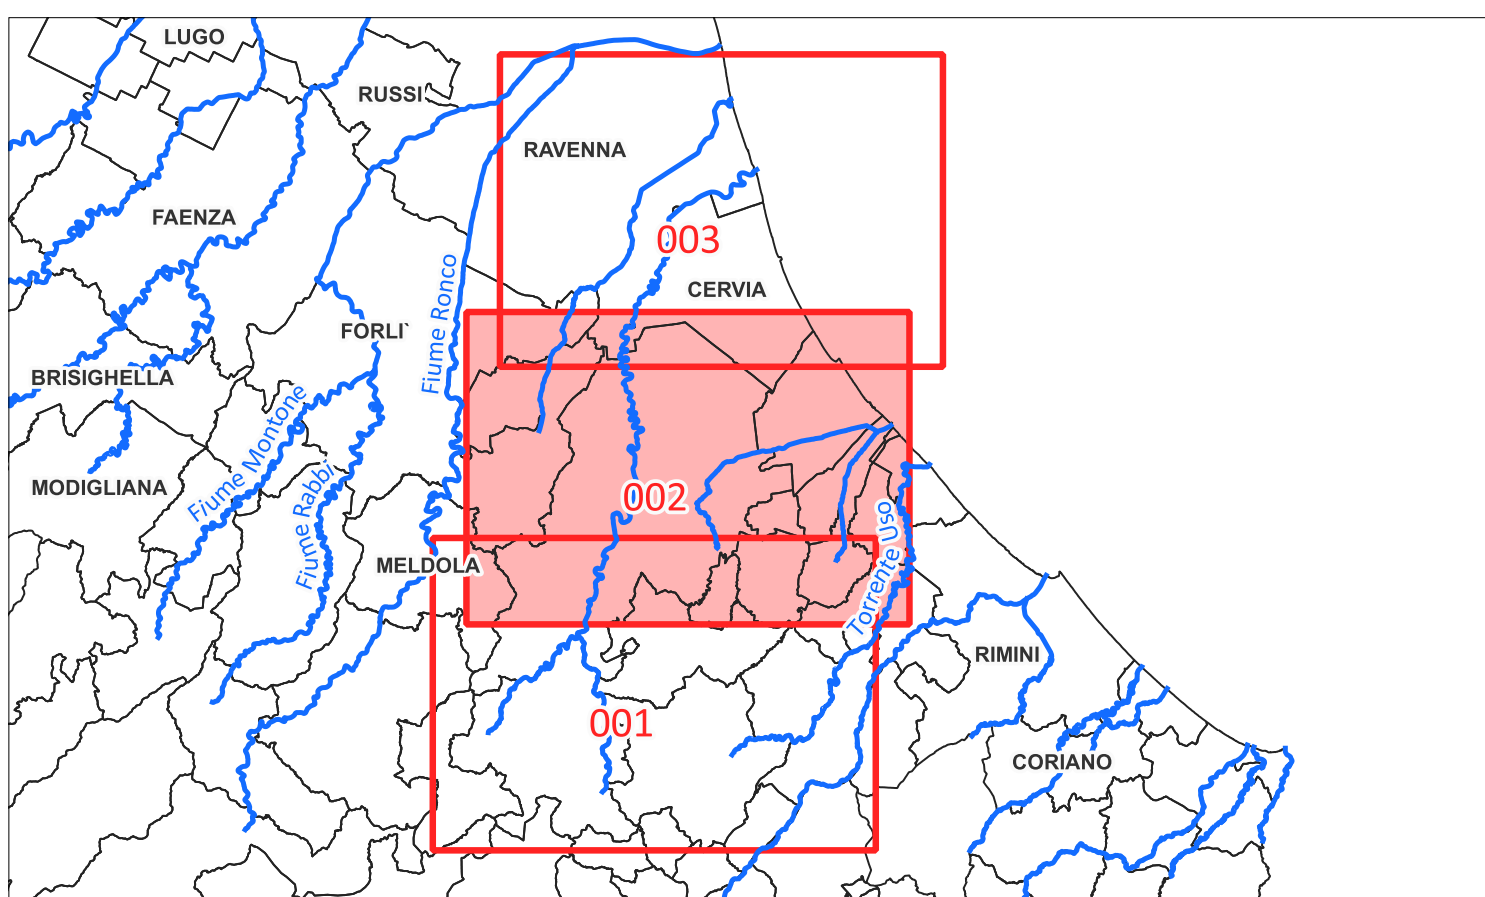 LUGO
RUSSI
RAVENNA
FAENZA
003
CERVIA
Fiume Ronco
FORLI`
BRISIGHELLA
Fiume Montone
MODIGLIANA
Fiume Rabbi
002
Torrente Uso
MELDOLA
RIMINI
001
CORIANO